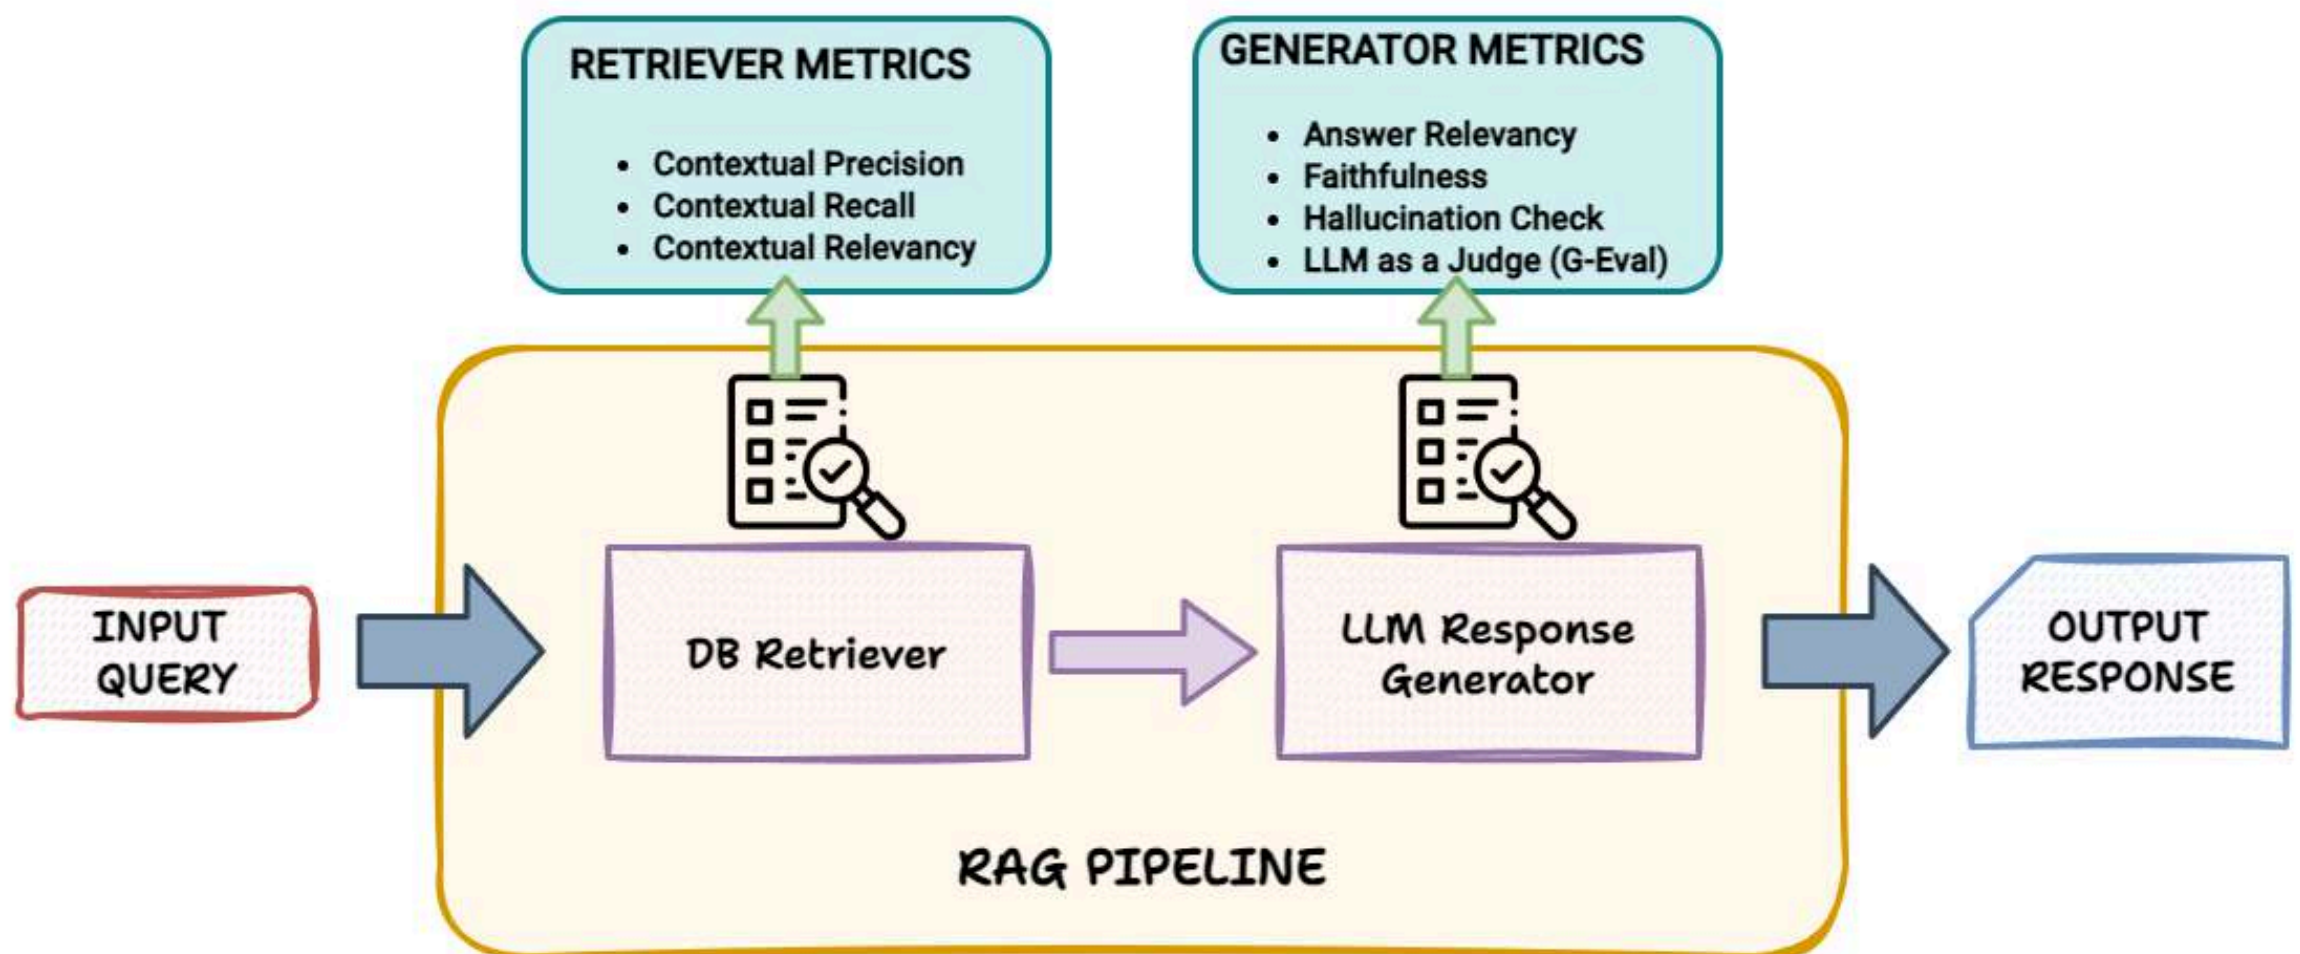 RETRIEVER METRICS
• Contextual Precision
• Contextual Recall
• Contextual Relevancy
GENERATOR METRICS
• Answer Relevancy
• Faithfulness
• Hallucination Check
• LLM as a Judge (G-Eval)
INPUT
QUERY
DB Retriever
LLM Response
Generator
OUTPUT
RESPONSE
RAG PIPELINE